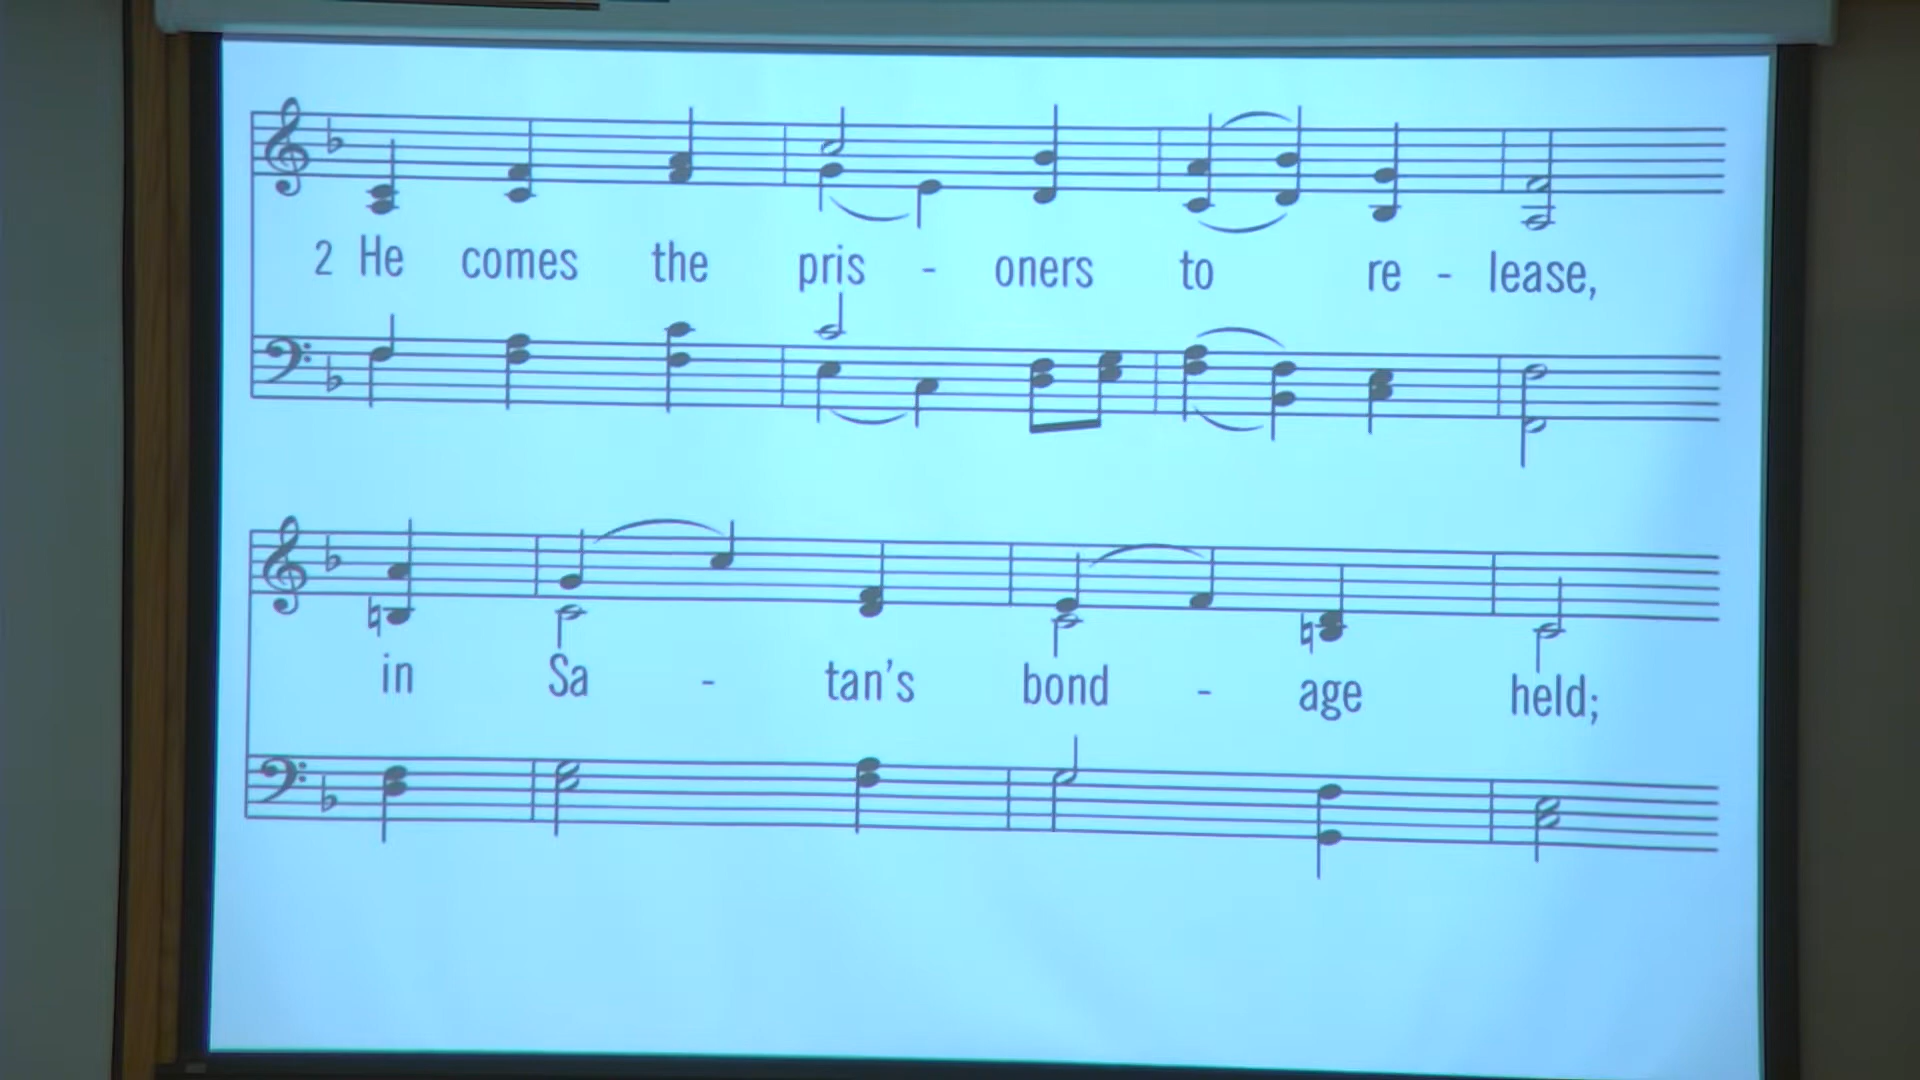 2 He comes the pris - oners to re - lease,
in Sa - tan's bond - age held;